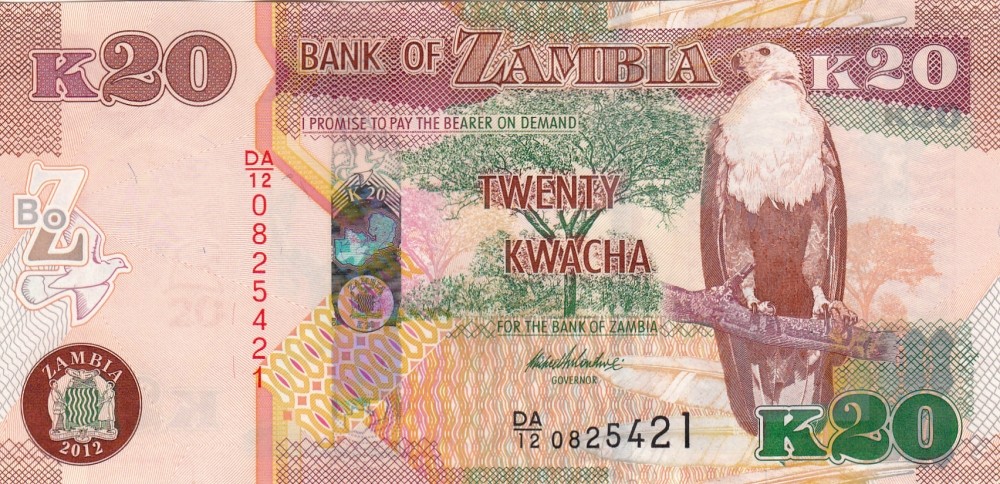 K20
BANK OF ZAMBIA
K20
I PROMISE TO PAY THE BEARER ON DEMAND
DA/12 0825421
K20
TWENTY
KWACHA
BoZ
FOR THE BANK OF ZAMBIA
GOVERNOR
ZAMBIA
2012
DA/12 0825421
K20